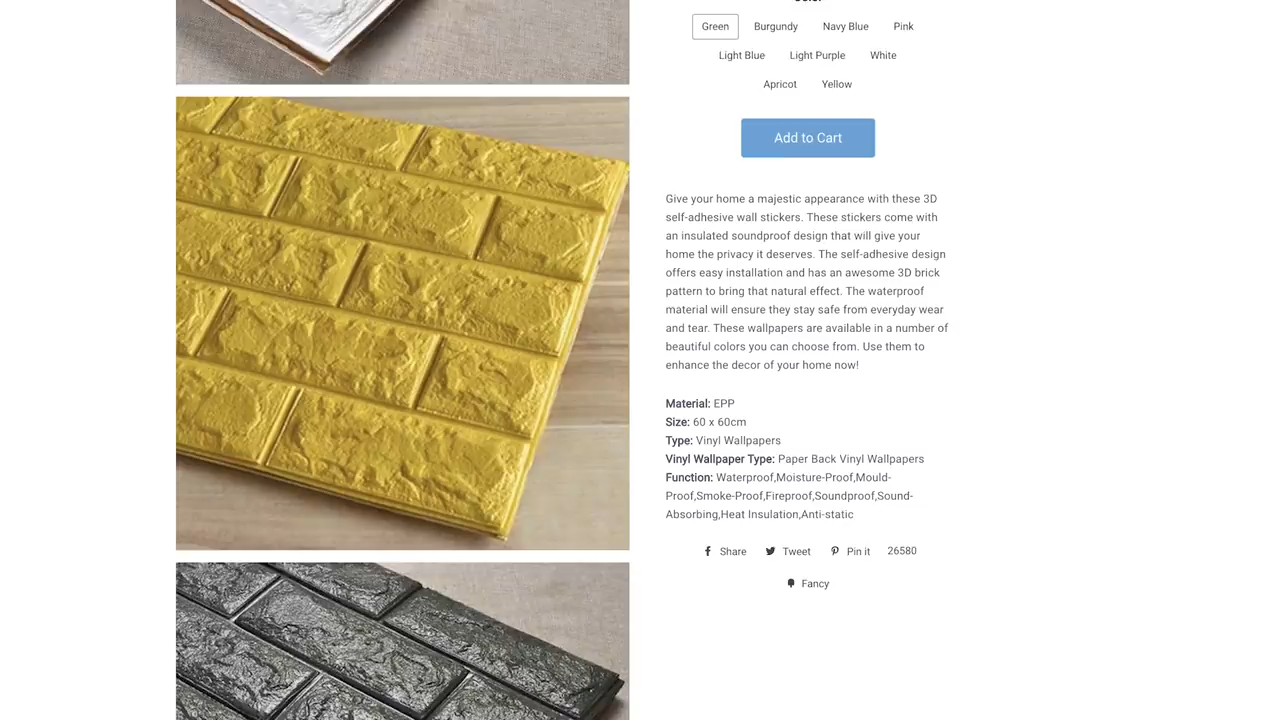 Green Burgundy Navy Blue Pink
Light Blue Light Purple White
Apricot Yellow
Add to Cart
Give your home a majestic appearance with these 3D
self-adhesive wall stickers. These stickers come with
an insulated soundproof design that will give your
home the privacy it deserves. The self-adhesive design
offers easy installation and has an awesome 3D brick
pattern to bring that natural effect. The waterproof
material will ensure they stay safe from everyday wear
and tear. These wallpapers are available in a number of
beautiful colors you can choose from. Use them to
enhance the decor of your home now!
Material: EPP
Size: 60 x 60cm
Type: Vinyl Wallpapers
Vinyl Wallpaper Type: Paper Back Vinyl Wallpapers
Function: Waterproof,Moisture-Proof,Mould-
Proof,Smoke-Proof,Fireproof,Soundproof,Sound-
Absorbing,Heat Insulation,Anti-static
Share Tweet Pin it 26580
Fancy